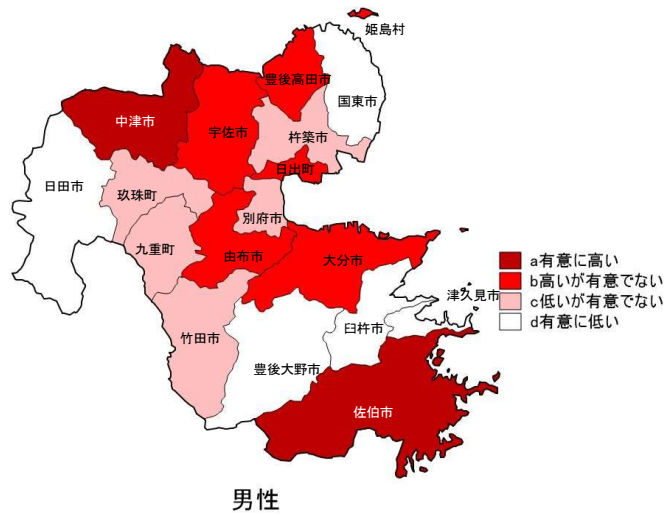 姫島村
豊後高田市
国東市
中津市
宇佐市
杵築市
日出町
日田市
玖珠町
別府市
九重町
由布市
大分市
a有意に高い
b高いが有意でない
c低いが有意でない
d有意に低い
津久見市
臼杵市
竹田市
豊後大野市
佐伯市
男性